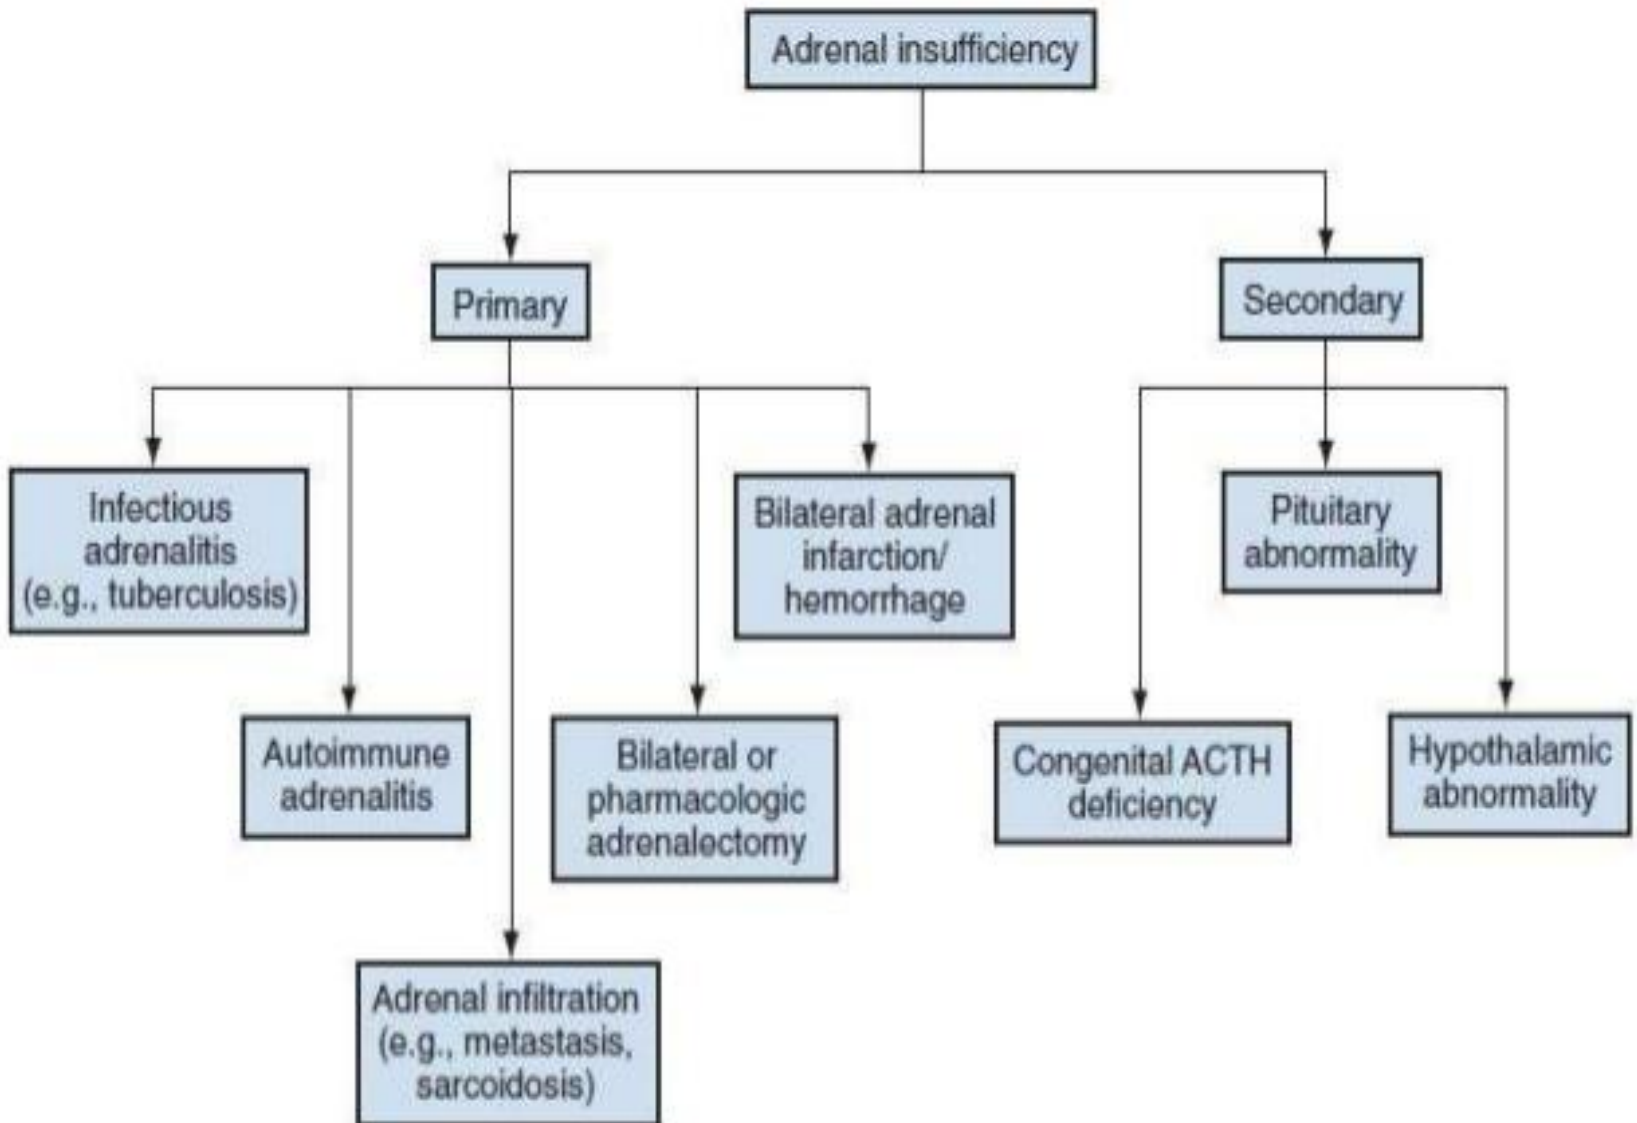 Adrenal insufficiency
Primary
Secondary
Infectious
adrenalitis
(e.g., tuberculosis)
Bilateral adrenal
infarction/
hemorrhage
Pituitary
abnormality
Autoimmune
adrenalitis
Bilateral or
pharmacologic
adrenalectomy
Congenital ACTH
deficiency
Hypothalamic
abnormality
Adrenal infiltration
(e.g., metastasis,
sarcoidosis)